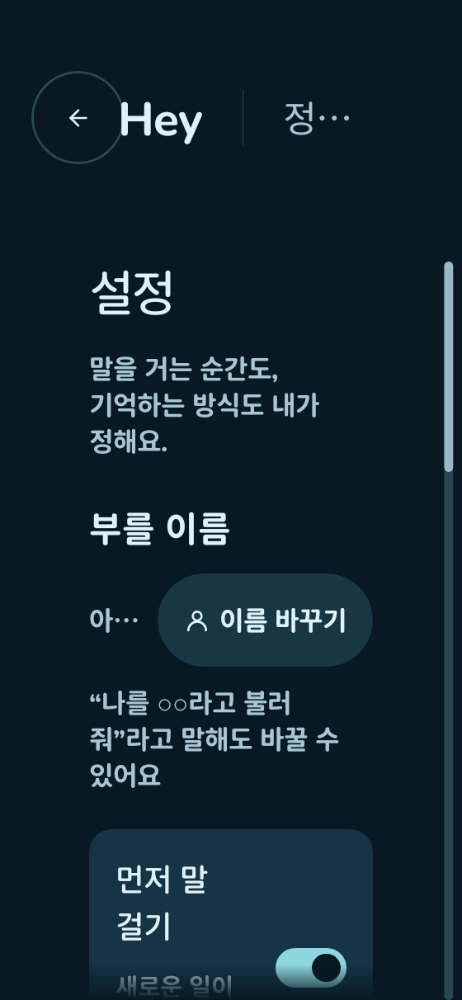 Hey
정…
설정
말을 거는 순간도,
기억하는 방식도 내가
정해요.
부를 이름
아…
이름 바꾸기
“나를 ○○라고 불러
줘”라고 말해도 바꿀 수
있어요
먼저 말
걸기
새로운 일이